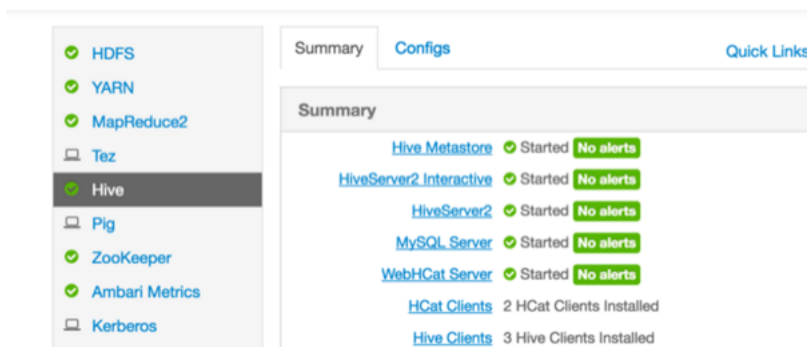 HDFS
YARN
MapReduce2
Tez
Hive
Pig
ZooKeeper
Ambari Metrics
Kerberos
Summary Configs Quick Links
Summary
Hive Metastore Started No alerts
HiveServer2 Interactive Started No alerts
HiveServer2 Started No alerts
MySQL Server Started No alerts
WebHCat Server Started No alerts
HCat Clients 2 HCat Clients Installed
Hive Clients 3 Hive Clients Installed